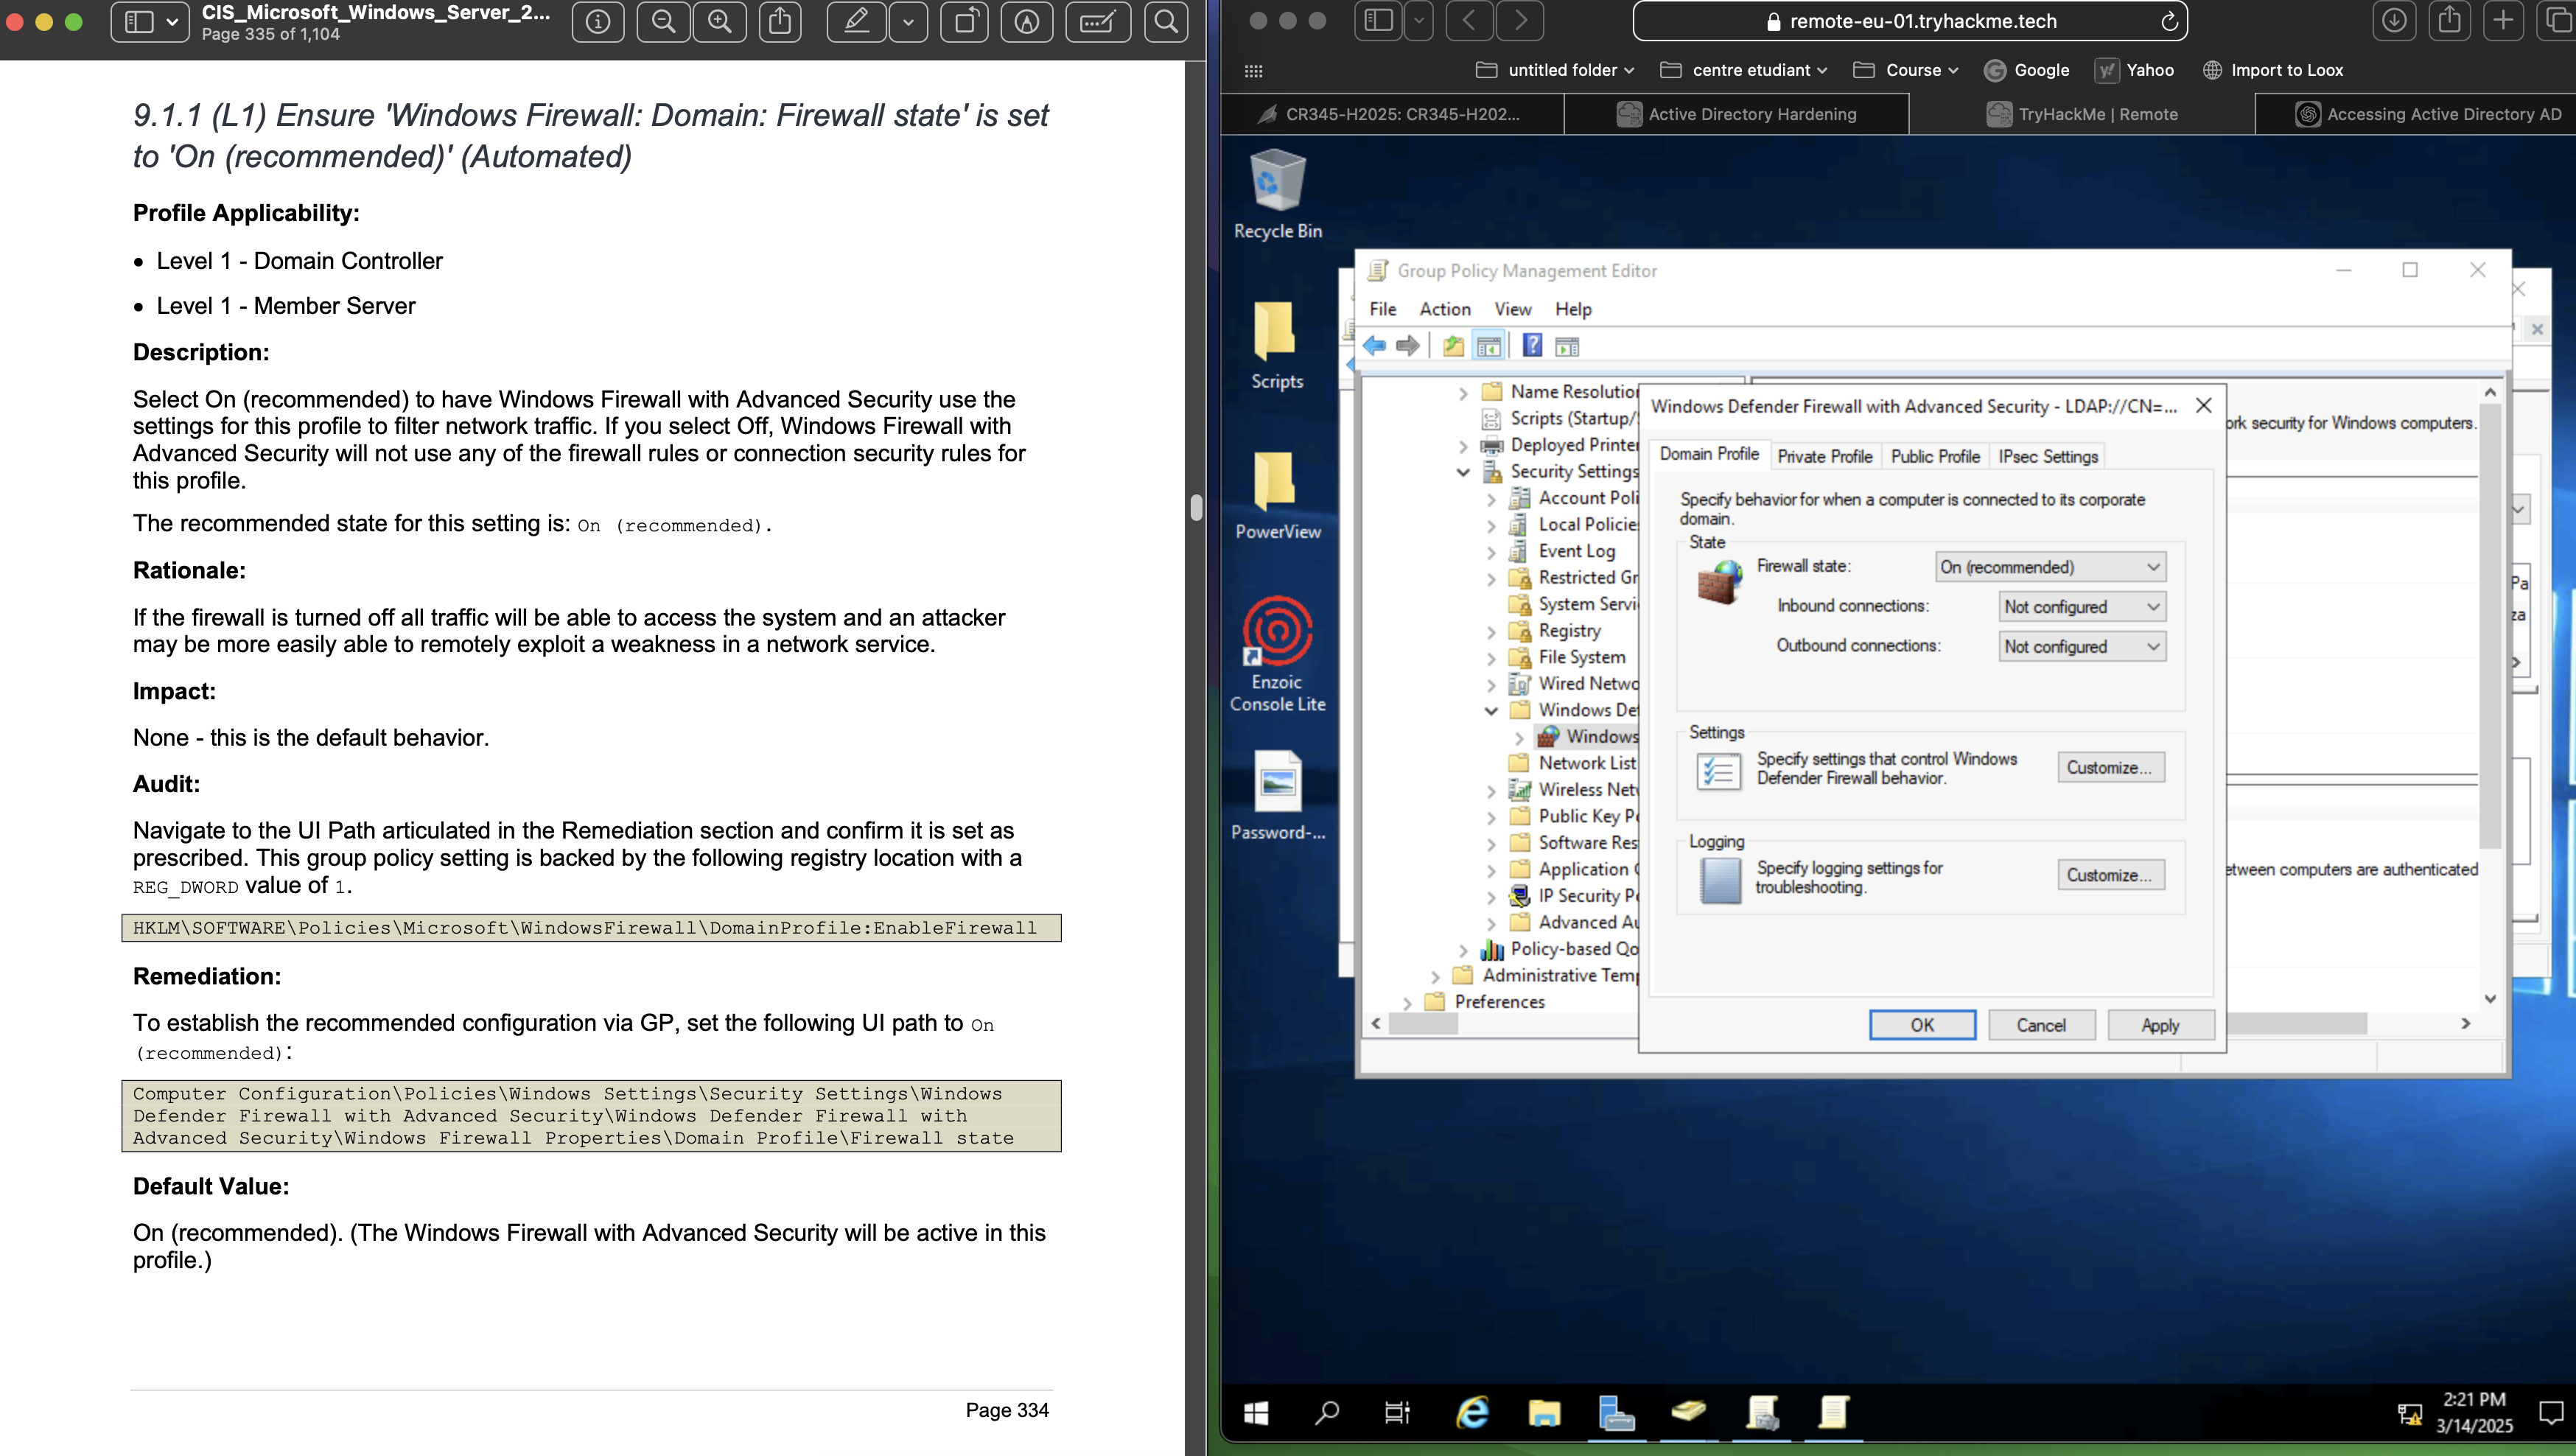 CIS_Microsoft_Windows_Server_2...
Page 335 of 1,104
9.1.1 (L1) Ensure 'Windows Firewall: Domain: Firewall state' is set
to 'On (recommended)' (Automated)
Profile Applicability:
• Level 1 - Domain Controller
• Level 1 - Member Server
Description:
Select On (recommended) to have Windows Firewall with Advanced Security use the
settings for this profile to filter network traffic. If you select Off, Windows Firewall with
Advanced Security will not use any of the firewall rules or connection security rules for
this profile.
The recommended state for this setting is: On (recommended).
Rationale:
If the firewall is turned off all traffic will be able to access the system and an attacker
may be more easily able to remotely exploit a weakness in a network service.
Impact:
None - this is the default behavior.
Audit:
Navigate to the UI Path articulated in the Remediation section and confirm it is set as
prescribed. This group policy setting is backed by the following registry location with a
REG_DWORD value of 1.
HKLM\SOFTWARE\Policies\Microsoft\WindowsFirewall\DomainProfile:EnableFirewall
Remediation:
To establish the recommended configuration via GP, set the following UI path to On
(recommended):
Computer Configuration\Policies\Windows Settings\Security Settings\Windows
Defender Firewall with Advanced Security\Windows Defender Firewall with
Advanced Security\Windows Firewall Properties\Domain Profile\Firewall state
Default Value:
On (recommended). (The Windows Firewall with Advanced Security will be active in this
profile.)
Page 334
remote-eu-01.tryhackme.tech
untitled folder
centre etudiant
Course
Google
Yahoo
Import to Loox
CR345-H2025: CR345-H202...
Active Directory Hardening
TryHackMe | Remote
Accessing Active Directory AD
Recycle Bin
Scripts
PowerView
Enzoic
Console Lite
Password-...
Group Policy Management Editor
File Action View Help
Name Resolution
Scripts (Startup/
Deployed Printer
Security Settings
Account Poli
Local Policie
Event Log
Restricted Gr
System Servi
Registry
File System
Wired Netwo
Windows Def
Windows
Network List
Wireless Net
Public Key Po
Software Res
Application C
IP Security Po
Advanced Au
Policy-based Qo
Administrative Temp
Preferences
ork security for Windows computers.
Pa
za
etween computers are authenticated
Windows Defender Firewall with Advanced Security - LDAP://CN=...
Domain Profile Private Profile Public Profile IPsec Settings
Specify behavior for when a computer is connected to its corporate
domain.
State
Firewall state: On (recommended)
Inbound connections: Not configured
Outbound connections: Not configured
Settings
Specify settings that control Windows
Defender Firewall behavior.
Customize...
Logging
Specify logging settings for
troubleshooting.
Customize...
OK Cancel Apply
2:21 PM
3/14/2025